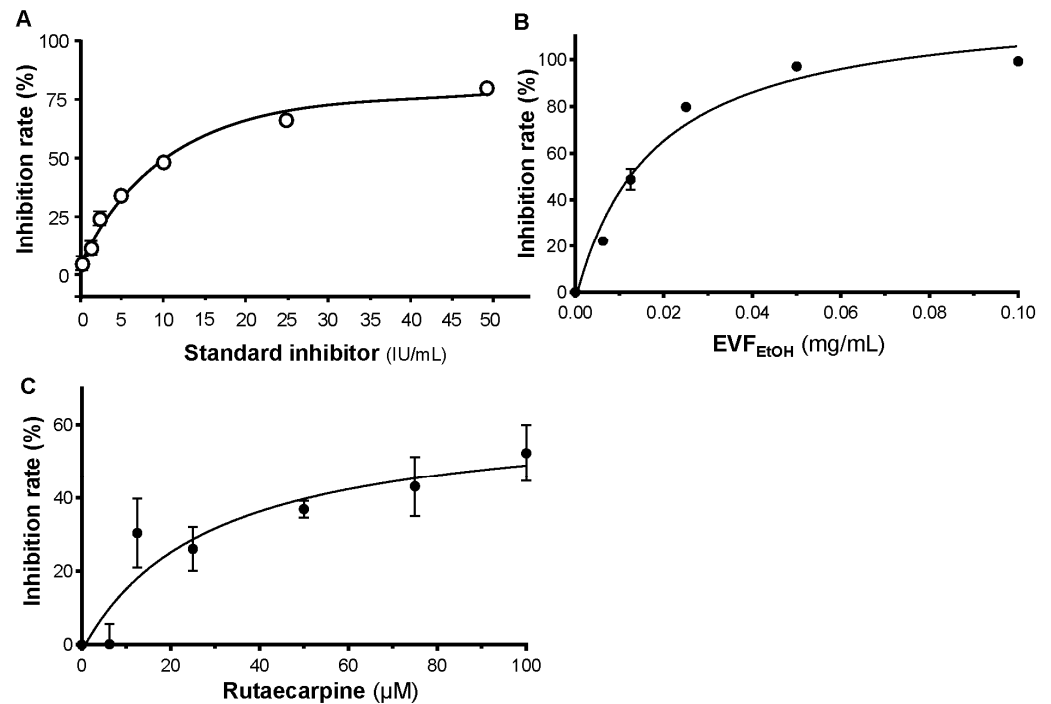 A
Inhibition rate (%)
100
75
50
25
0
0 5 10 15 20 25 30 35 40 45 50
Standard inhibitor (IU/mL)
B
Inhibition rate (%)
100
80
60
40
20
0
0.00 0.02 0.04 0.06 0.08 0.10
EVF_EtOH (mg/mL)
C
Inhibition rate (%)
60
40
20
0
0 20 40 60 80 100
Rutaecarpine (µM)